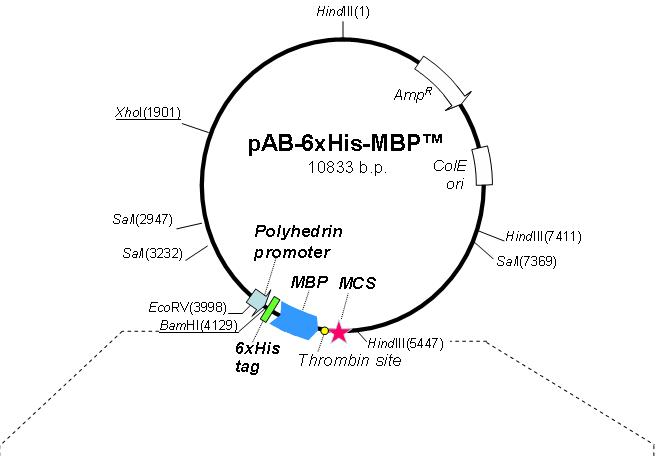 HindIII(1)
AmpR
XhoI(1901)
pAB-6xHis-MBP™
10833 b.p.
ColE
ori
SalI(2947)
Polyhedrin
promoter
HindIII(7411)
SalI(3232)
SalI(7369)
MBP
MCS
EcoRV(3998)
BamHI(4129)
HindIII(5447)
6xHis
tag
Thrombin site